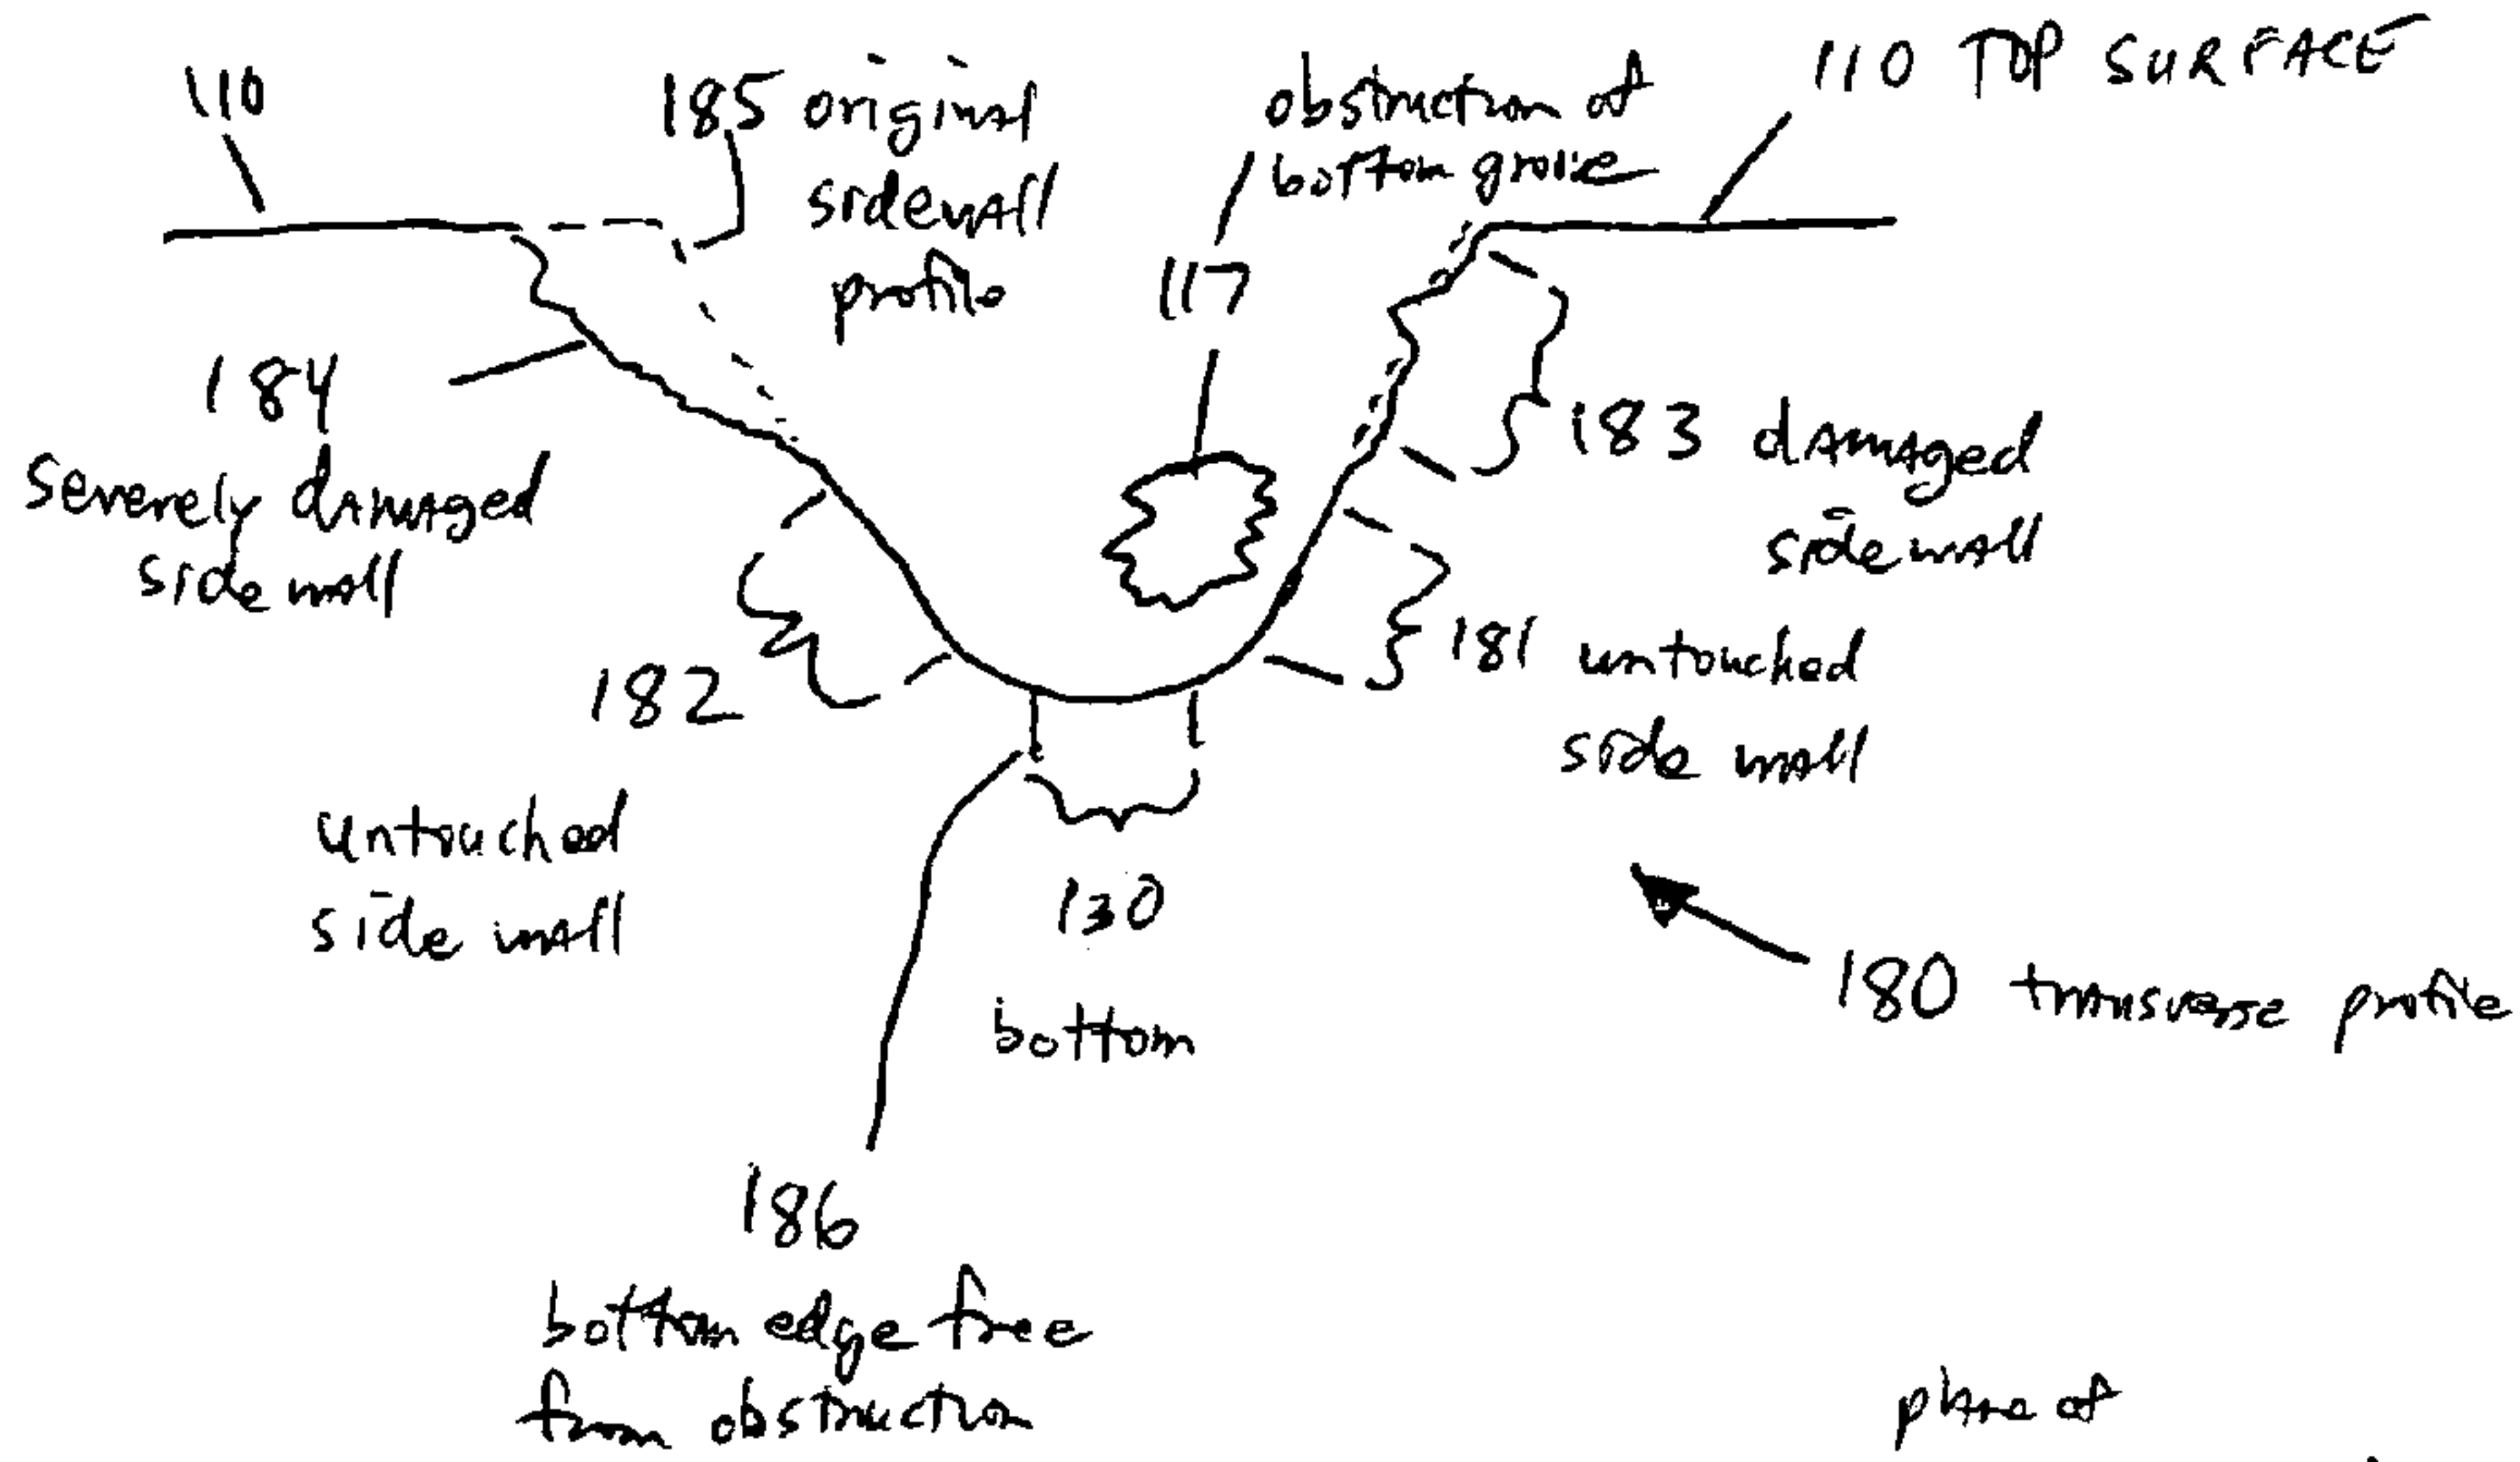 110
185 original
sidewall
profile
obstruction of
bottom grove
117
110 TOP SURFACE
184
severely damaged
side wall
183 damaged
side wall
182
untouched
side wall
181 untouched
side wall
130
bottom
180 transverse profile
186
bottom edge free
from obstruction
plane of